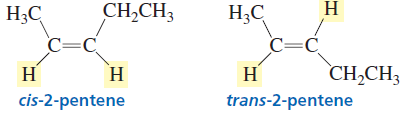 H₃C CH₂CH₃
C=C
H H
cis-2-pentene
H₃C H
C=C
H CH₂CH₃
trans-2-pentene